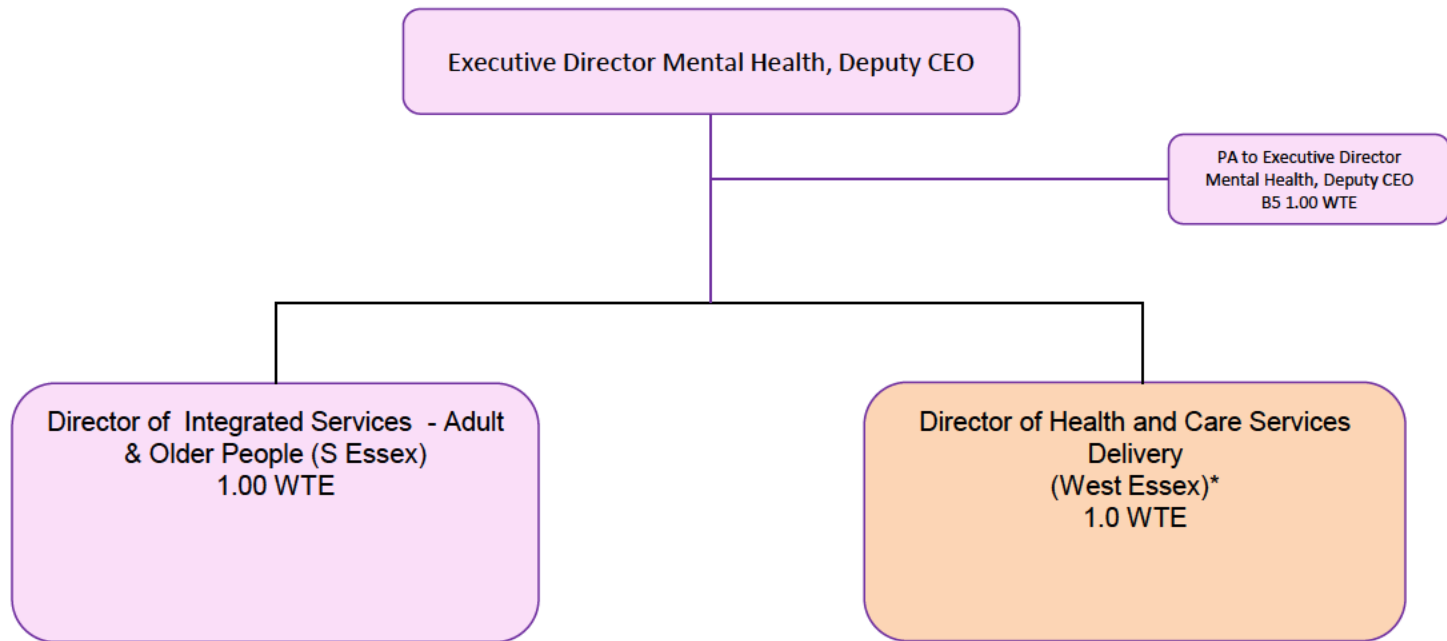 Executive Director Mental Health, Deputy CEO
PA to Executive Director
Mental Health, Deputy CEO
B5 1.00 WTE
Director of Integrated Services - Adult
& Older People (S Essex)
1.00 WTE
Director of Health and Care Services
Delivery
(West Essex)*
1.0 WTE